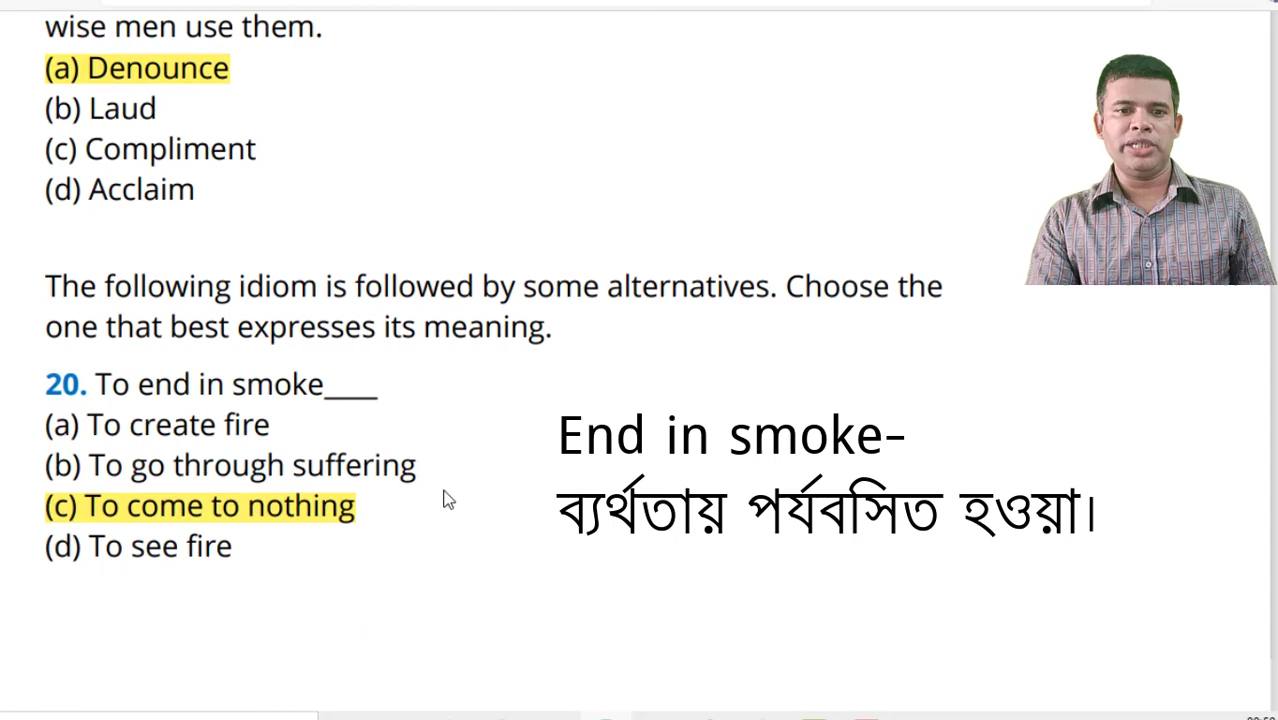 wise men use them.
(a) Denounce
(b) Laud
(c) Compliment
(d) Acclaim
The following idiom is followed by some alternatives. Choose the
one that best expresses its meaning.
20. To end in smoke____
(a) To create fire
(b) To go through suffering
(c) To come to nothing
(d) To see fire
End in smoke-
ব্যর্থতায় পর্যবসিত হওয়া।